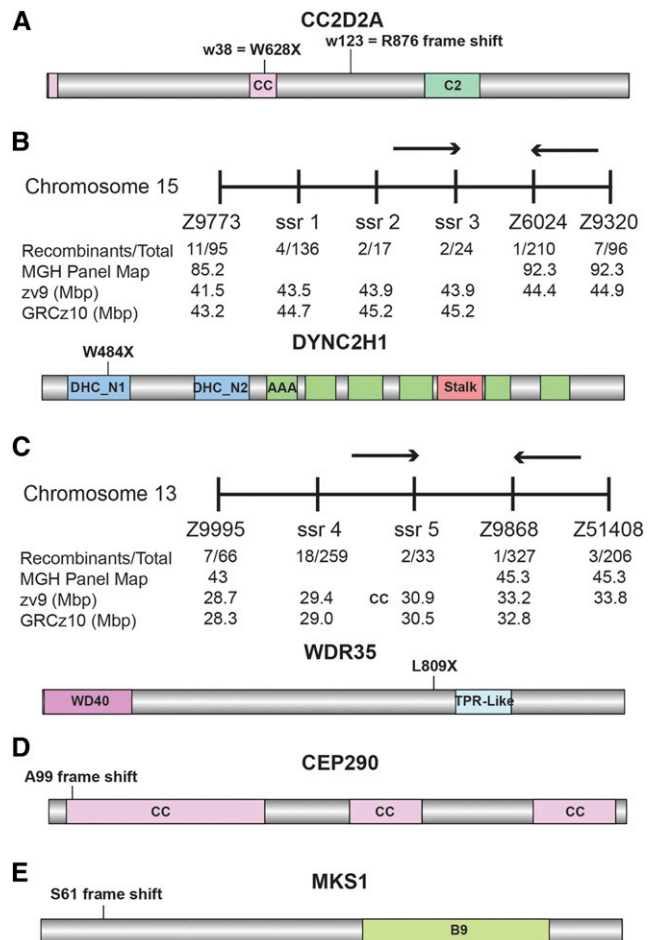 A
CC2D2A
w38 = W628X
w123 = R876 frame shift
CC
C2
B
Chromosome 15
Z9773 ssr 1 ssr 2 ssr 3 Z6024 Z9320
Recombinants/Total 11/95 4/136 2/17 2/24 1/210 7/96
MGH Panel Map 85.2 92.3 92.3
zv9 (Mbp) 41.5 43.5 43.9 43.9 44.4 44.9
GRCz10 (Mbp) 43.2 44.7 45.2 45.2
DYNC2H1
W484X
DHC_N1 DHC_N2 AAA Stalk
C
Chromosome 13
Z9995 ssr 4 ssr 5 Z9868 Z51408
Recombinants/Total 7/66 18/259 2/33 1/327 3/206
MGH Panel Map 43 45.3 45.3
zv9 (Mbp) 28.7 29.4 CC 30.9 33.2 33.8
GRCz10 (Mbp) 28.3 29.0 30.5 32.8
WDR35
L809X
WD40 TPR-Like
D
CEP290
A99 frame shift
CC CC CC
E
MKS1
S61 frame shift
B9